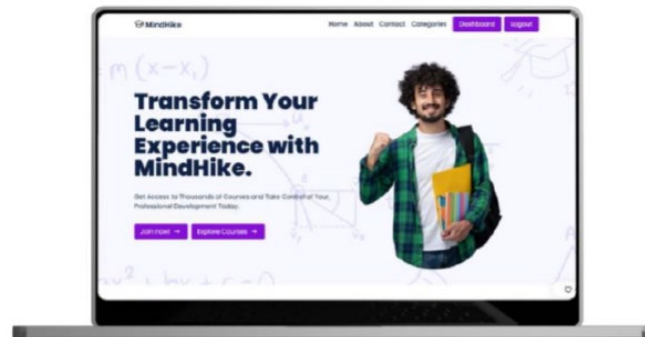 MindHike
Home About Contact Categories Dashboard Logout
= m (x-x₁)
Transform Your
Learning
Experience with
MindHike.
Get Access to Thousands of Courses and Take Control of Your
Professional Development Today.
Join now! →
Explore Courses →